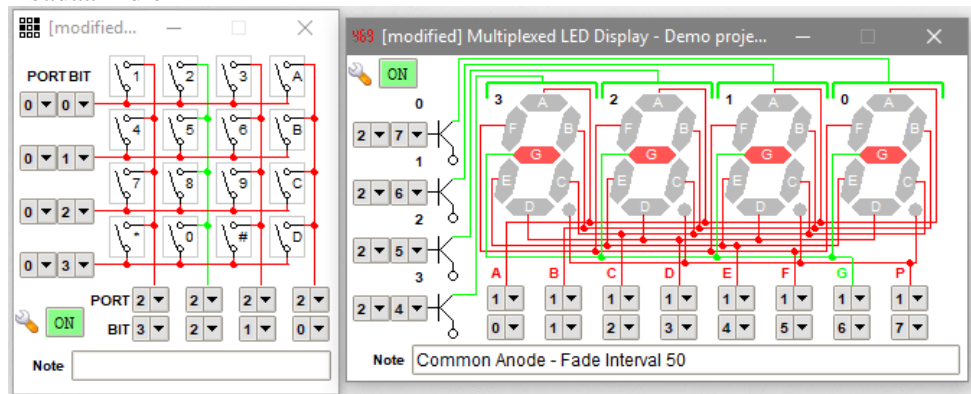 [modified...
PORT BIT
1 2 3 A
0 0
4 5 6 B
0 1
7 8 9 C
0 2
* 0 # D
0 3
PORT 2 2 2 2
ON BIT 3 2 1 0
Note
469 [modified] Multiplexed LED Display - Demo proje...
ON
0
2 7
1
2 6
2
2 5
3
2 4
3 2 1 0
A A A A
F B F B F B F B
G G G G
E C E C E C E C
D D D D
A B C D E F G P
1 1 1 1 1 1 1 1
0 1 2 3 4 5 6 7
Note Common Anode - Fade Interval 50